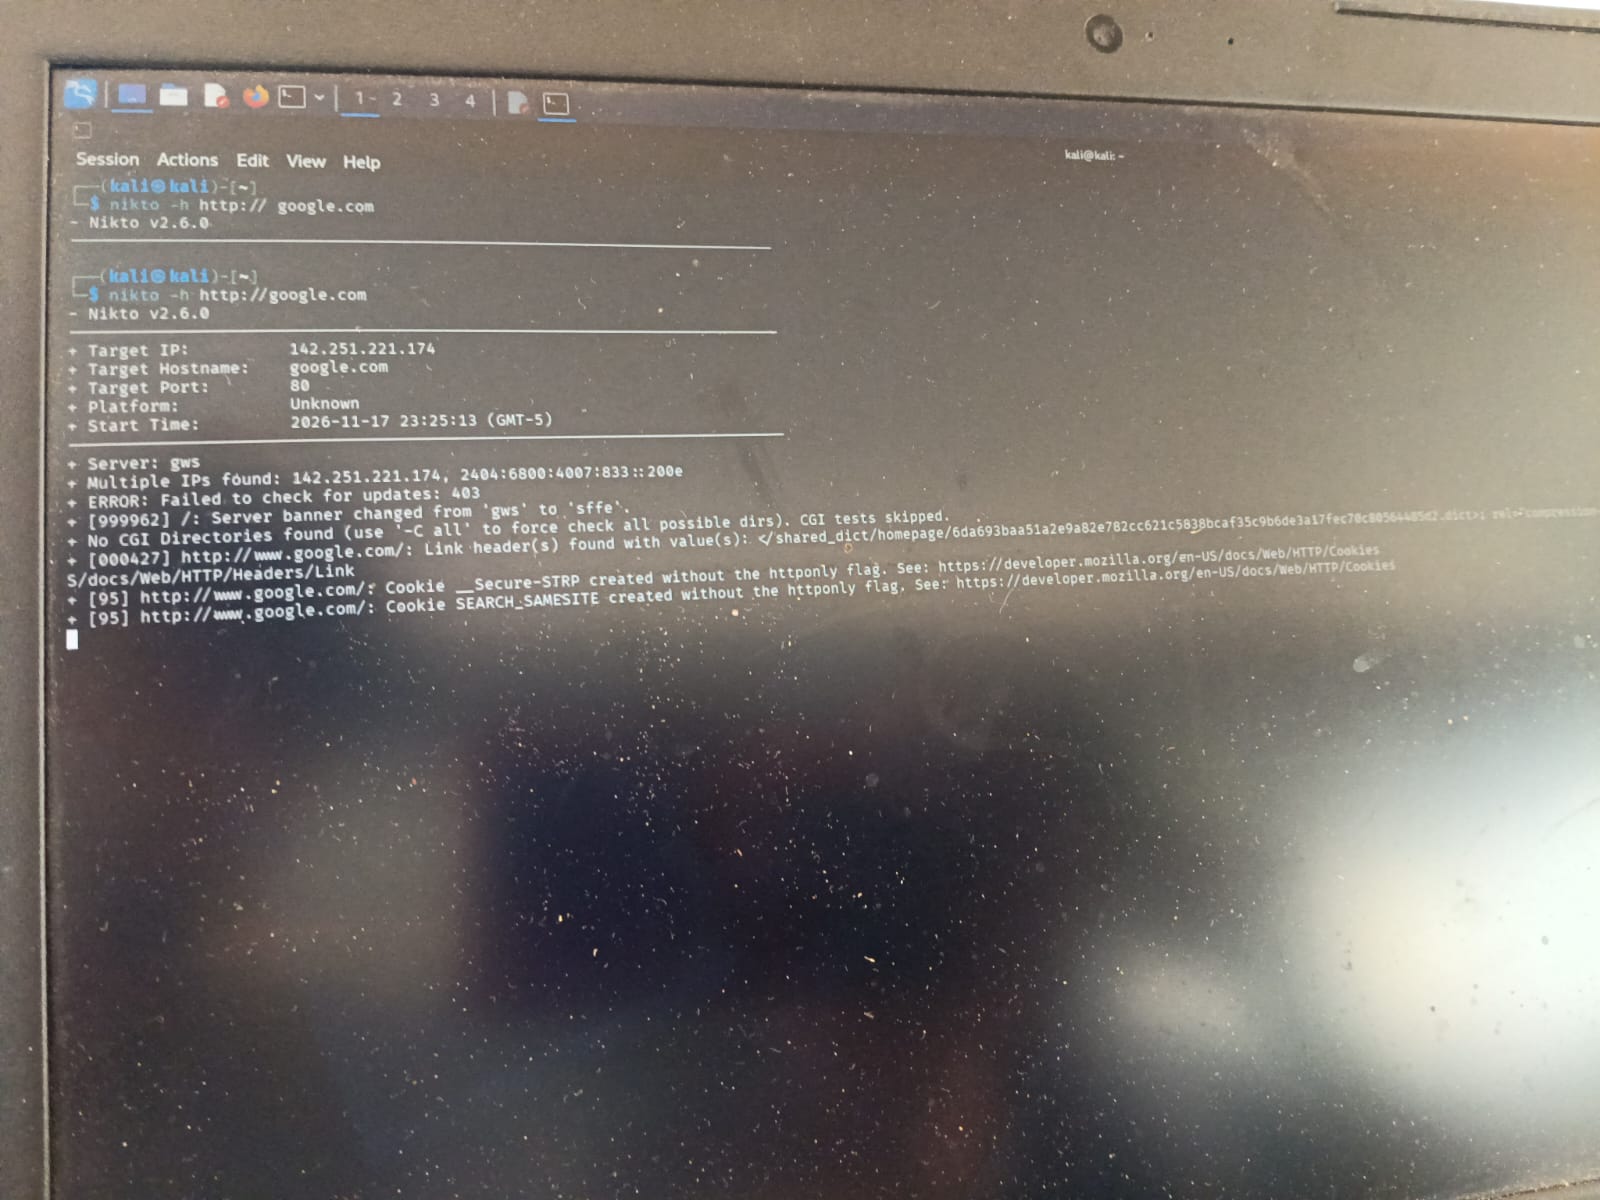 1 2 3 4
kali@kali: ~
Session Actions Edit View Help
(kali㉿kali)-[~]
$ nikto -h http:// google.com
- Nikto v2.6.0
(kali㉿kali)-[~]
$ nikto -h http://google.com
- Nikto v2.6.0
+ Target IP: 142.251.221.174
+ Target Hostname: google.com
+ Target Port: 80
+ Platform: Unknown
+ Start Time: 2026-11-17 23:25:13 (GMT-5)
+ Server: gws
+ Multiple IPs found: 142.251.221.174, 2404:6800:4007:833::200e
+ ERROR: Failed to check for updates: 403
+ [999962] /: Server banner changed from 'gws' to 'sffe'.
+ No CGI Directories found (use '-C all' to force check all possible dirs). CGI tests skipped.
+ [000427] http://www.google.com/: Link header(s) found with value(s):
S/docs/Web/HTTP/Headers/Link
+ [95] http://www.google.com/: Cookie __Secure-STRP created without the httponly flag. See: https://developer.mozilla.org/en-US/docs/Web/HTTP/Cookies
+ [95] http://www.google.com/: Cookie SEARCH_SAMESITE created without the httponly flag. See: https://developer.mozilla.org/en-US/docs/Web/HTTP/Cookies